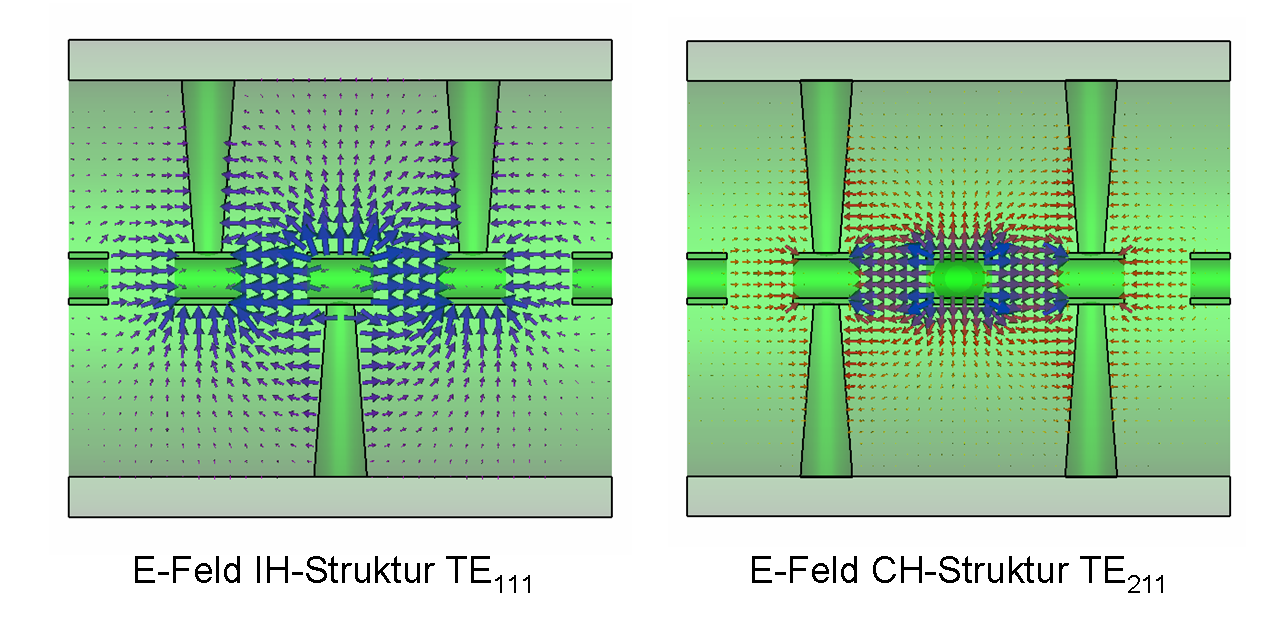 E-Feld IH-Struktur TE₁₁₁
E-Feld CH-Struktur TE₂₁₁